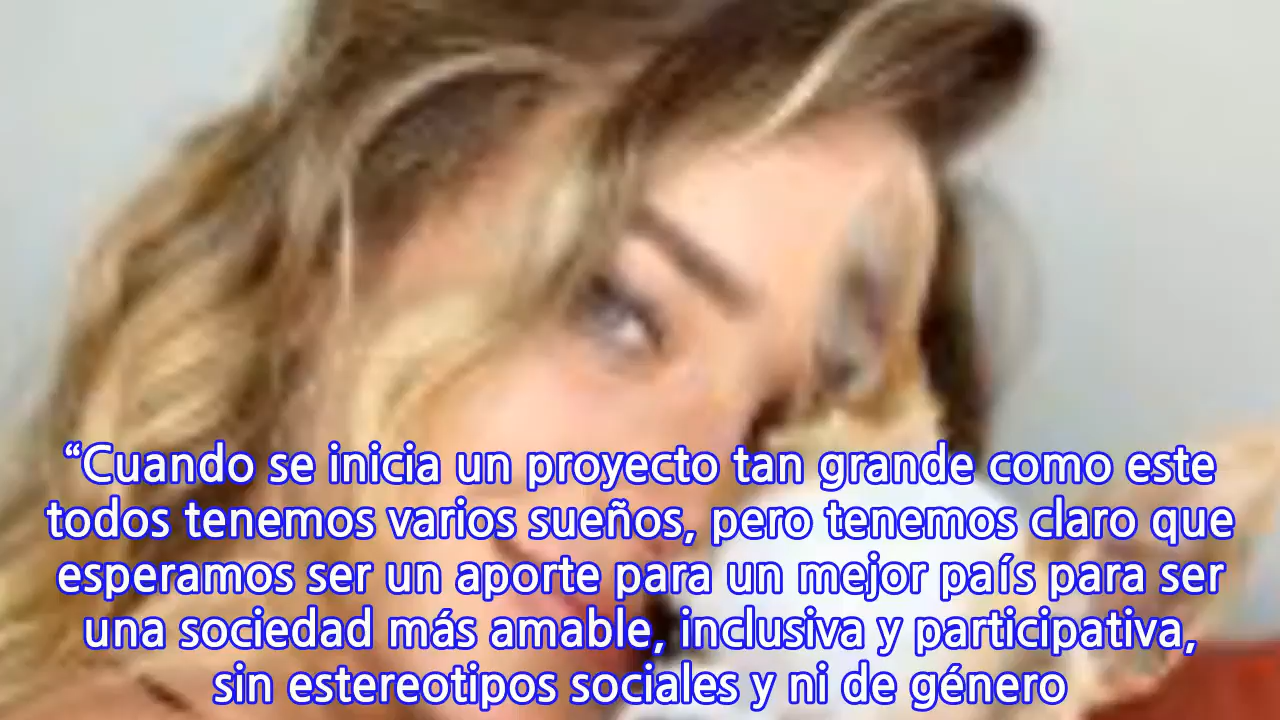 “Cuando se inicia un proyecto tan grande como este
todos tenemos varios sueños, pero tenemos claro que
esperamos ser un aporte para un mejor país para ser
una sociedad más amable, inclusiva y participativa,
sin estereotipos sociales y ni de género